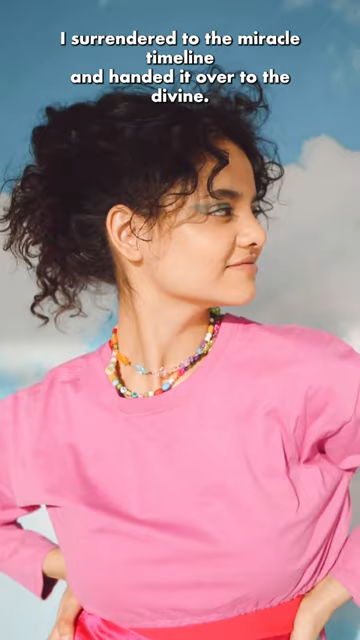 I surrendered to the miracle
timeline
and handed it over to the
divine.